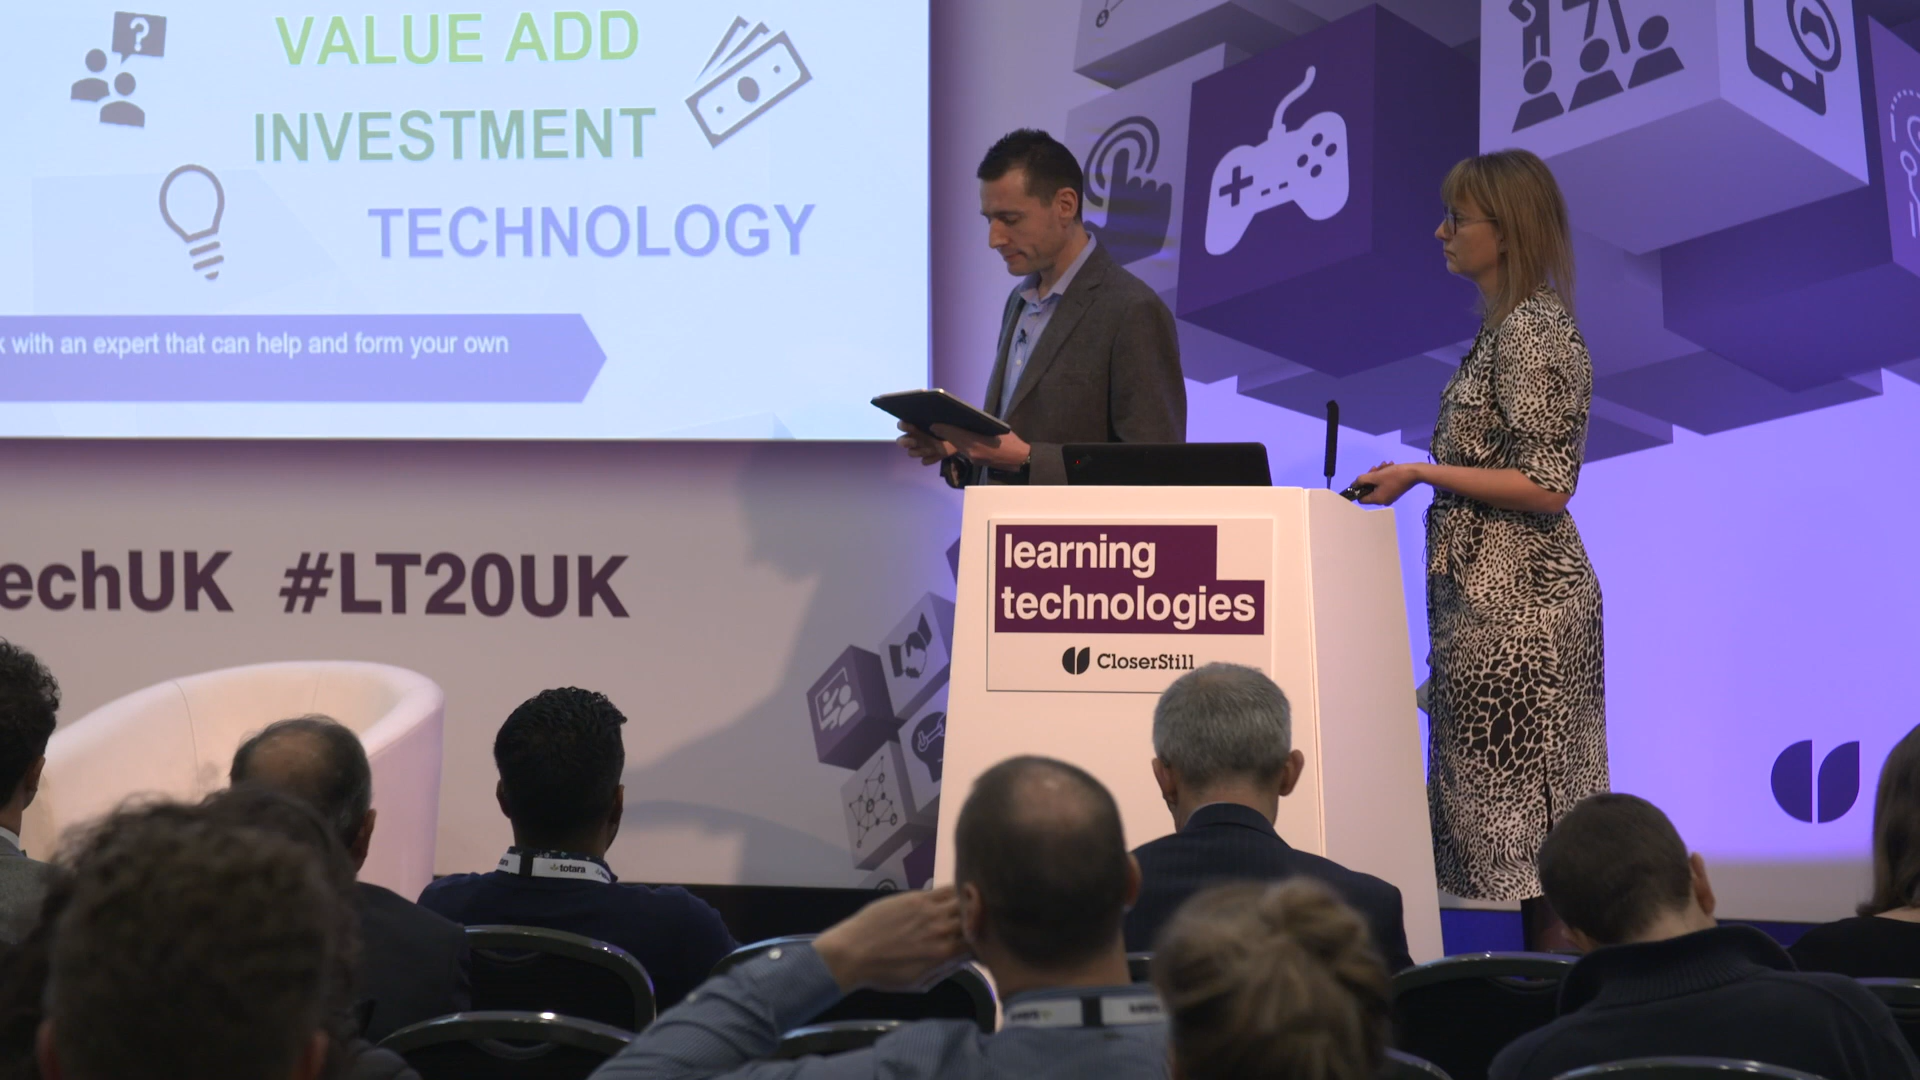 VALUE ADD
INVESTMENT
TECHNOLOGY
with an expert that can help and form your own
echUK #LT20UK
learning
technologies
CloserStill
totara